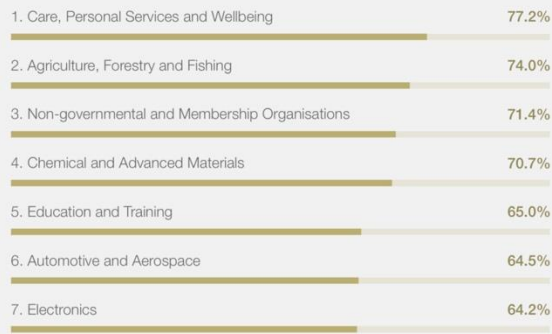 1. Care, Personal Services and Wellbeing 77.2%
2. Agriculture, Forestry and Fishing 74.0%
3. Non-governmental and Membership Organisations 71.4%
4. Chemical and Advanced Materials 70.7%
5. Education and Training 65.0%
6. Automotive and Aerospace 64.5%
7. Electronics 64.2%